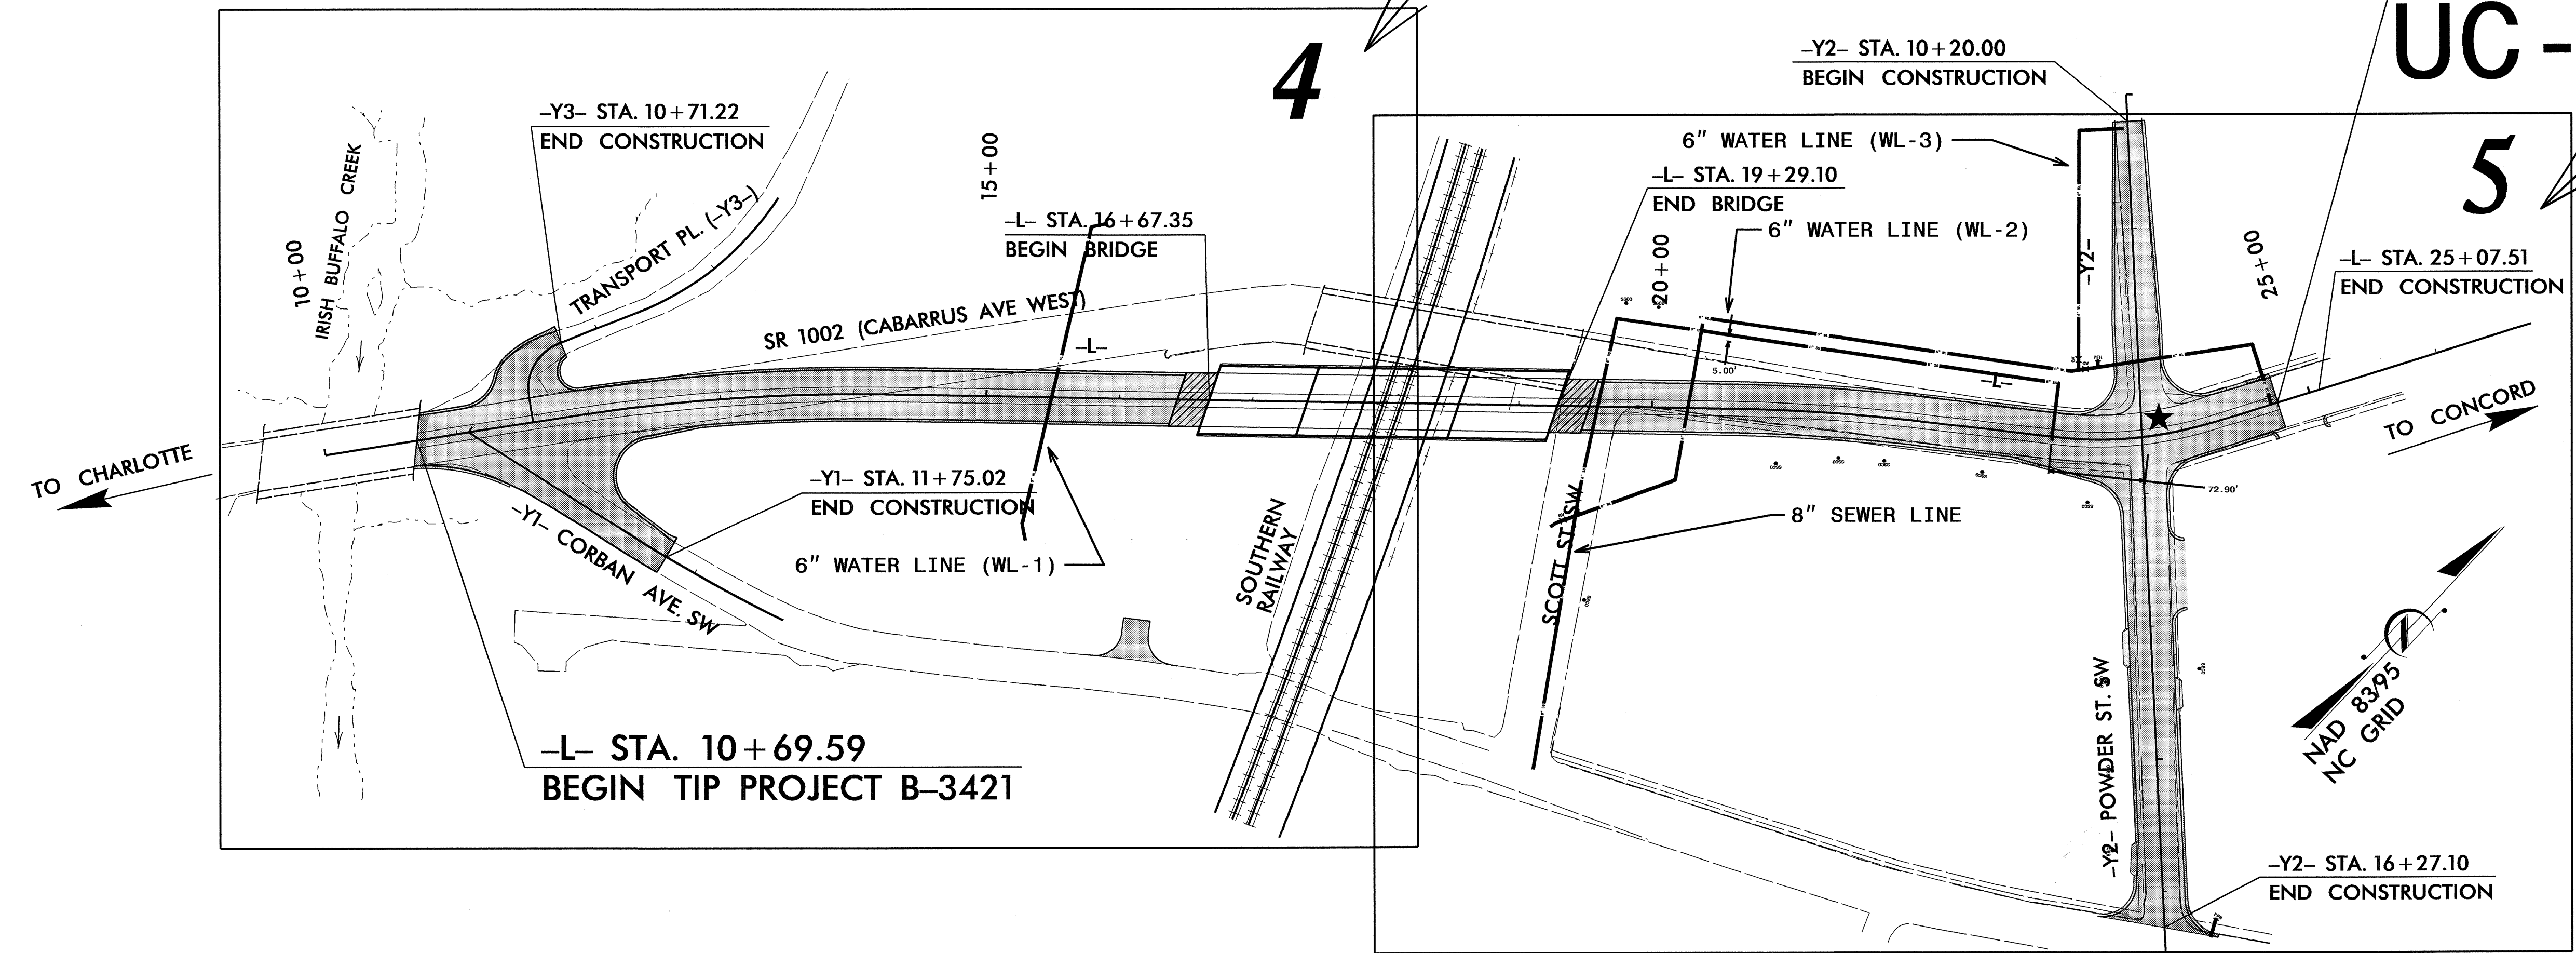 UC-
4
5
-Y2- STA. 10+20.00
BEGIN CONSTRUCTION
-Y3- STA. 10+71.22
END CONSTRUCTION
6" WATER LINE (WL-3)
-L- STA. 19+29.10
END BRIDGE
6" WATER LINE (WL-2)
15+00
-L- STA. 16+67.35
BEGIN BRIDGE
10+00
IRISH BUFFALO CREEK
TRANSPORT PL. (-Y3-)
SR 1002 (CABARRUS AVE WEST)
-L-
20+00
-Y2-
25+00
-L- STA. 25+07.51
END CONSTRUCTION
5.00'
-L-
TO CHARLOTTE
TO CONCORD
-Y1- STA. 11+75.02
END CONSTRUCTION
72.90'
8" SEWER LINE
-Y1- CORBAN AVE. SW
6" WATER LINE (WL-1)
SOUTHERN
RAILWAY
SCOTT ST. SW
-Y2- POWDER ST. SW
NAD 83/95
NC GRID
-L- STA. 10+69.59
BEGIN TIP PROJECT B-3421
-Y2- STA. 16+27.10
END CONSTRUCTION